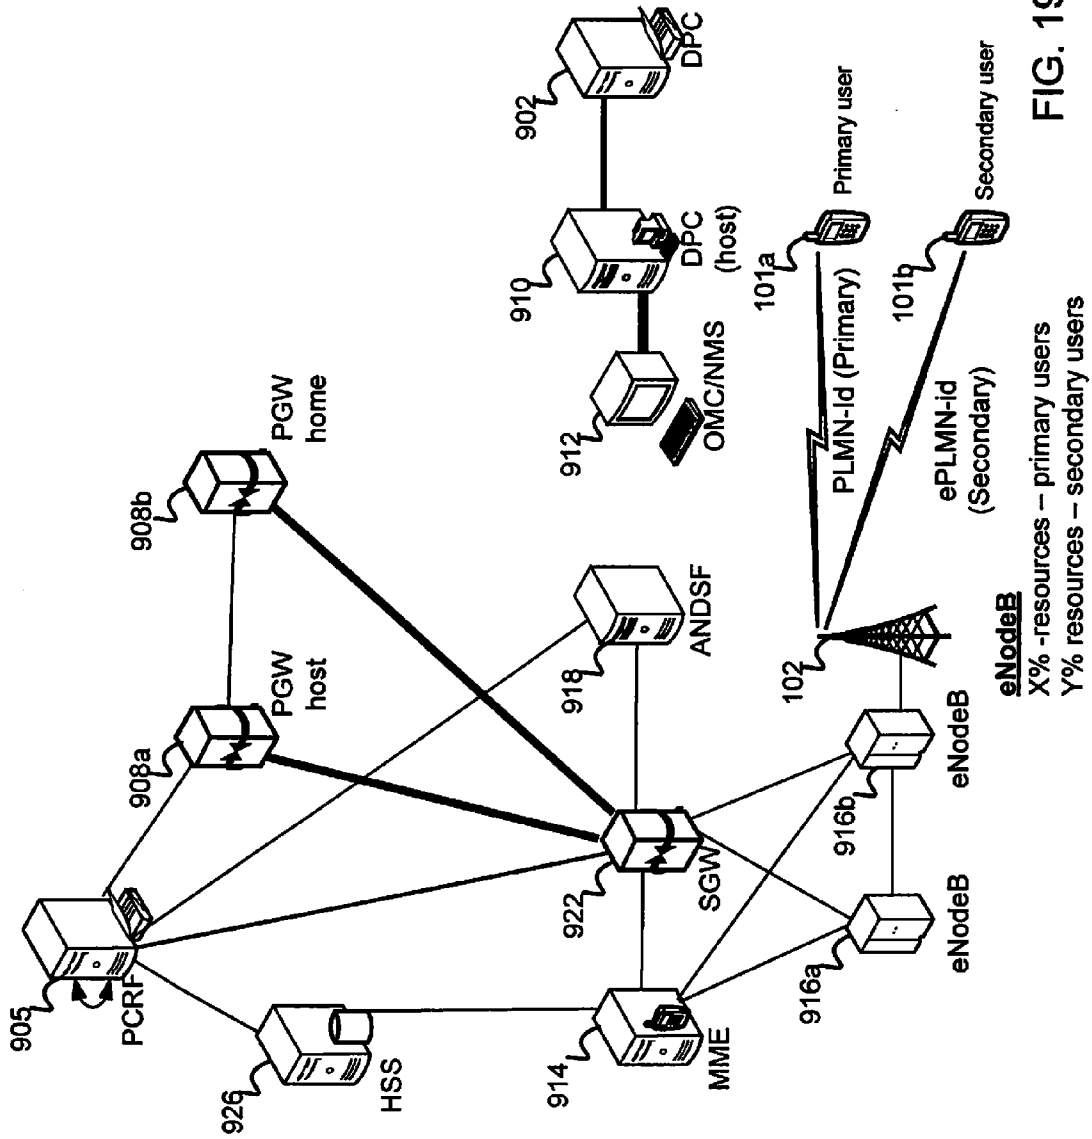 905
PCRF
926
HSS
908a
PGW
host
908b
PGW
home
914
MME
922
SGW
918
ANDSF
916a
eNodeB
916b
eNodeB
912
OMC/NMS
910
DPC
(host)
902
DPC
102
PLMN-Id (Primary)
ePLMN-id
(Secondary)
101a
Primary user
101b
Secondary user
eNodeB
X% -resources – primary users
Y% resources – secondary users
FIG. 19